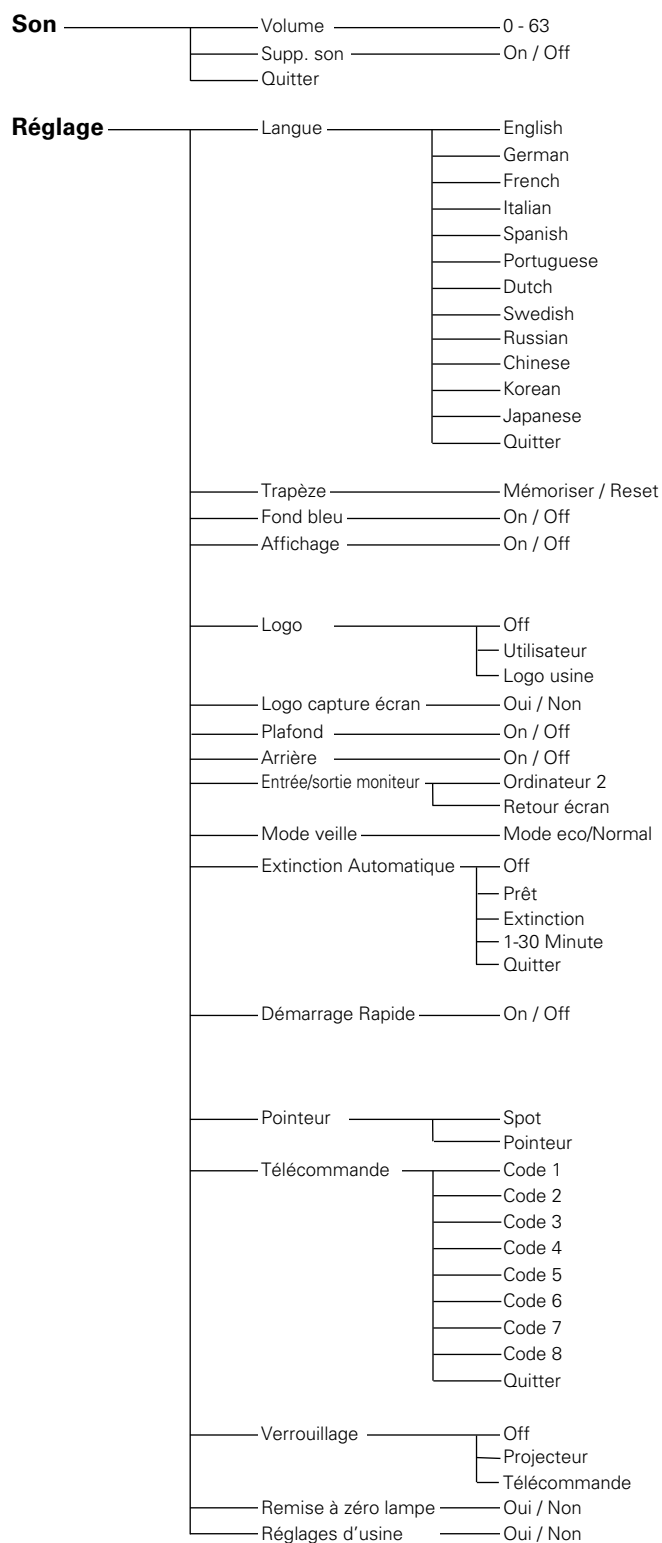 Son Volume 0 - 63
Supp. son On / Off
Quitter
Réglage Langue English
German
French
Italian
Spanish
Portuguese
Dutch
Swedish
Russian
Chinese
Korean
Japanese
Quitter
Trapèze Mémoriser / Reset
Fond bleu On / Off
Affichage On / Off
Logo Off
Utilisateur
Logo usine
Logo capture écran Oui / Non
Plafond On / Off
Arrière On / Off
Entrée/sortie moniteur Ordinateur 2
Retour écran
Mode veille Mode eco/Normal
Extinction Automatique Off
Prêt
Extinction
1-30 Minute
Quitter
Démarrage Rapide On / Off
Pointeur Spot
Pointeur
Télécommande Code 1
Code 2
Code 3
Code 4
Code 5
Code 6
Code 7
Code 8
Quitter
Verrouillage Off
Projecteur
Télécommande
Remise à zéro lampe Oui / Non
Réglages d'usine Oui / Non